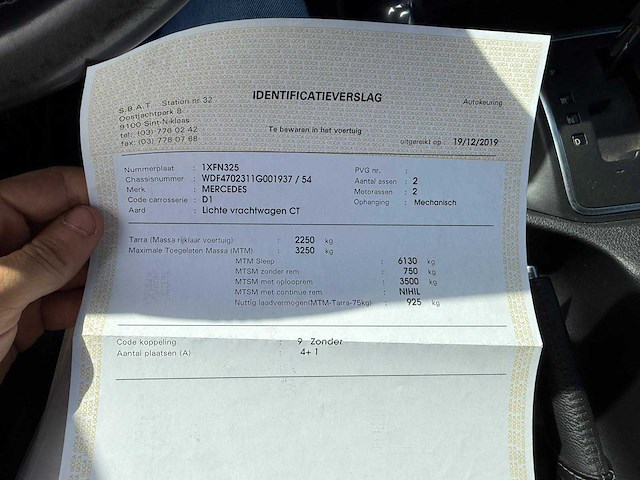 S.B.A.T. Station nr 32
Oostjachtpark 8
9100 Sint-Niklaas
tel: (03) 776 02 42
fax: (03) 778 07 68
IDENTIFICATIEVERSLAG
Autokeuring
Te bewaren in het voertuig
uitgereikt op : 19/12/2019
Nummerplaat : 1XFN325
Chassisnummer : WDF4702311G001937 / 54
Merk : MERCEDES
Code carrosserie : D1
Aard : Lichte vrachtwagen CT
PVG nr. :
Aantal assen : 2
Motorassen : 2
Ophanging : Mechanisch
Tarra (Massa rijklaar voertuig) : 2250 kg
Maximale Toegelaten Massa (MTM) : 3250 kg
MTM Sleep : 6130 kg
MTSM zonder rem : 750 kg
MTSM met oplooprem : 3500 kg
MTSM met continue rem : NIHIL
Nuttig laadvermogen(MTM-Tarra-75kg) : 925 kg
Code koppeling : 9 Zonder
Aantal plaatsen (A) : 4+1
D